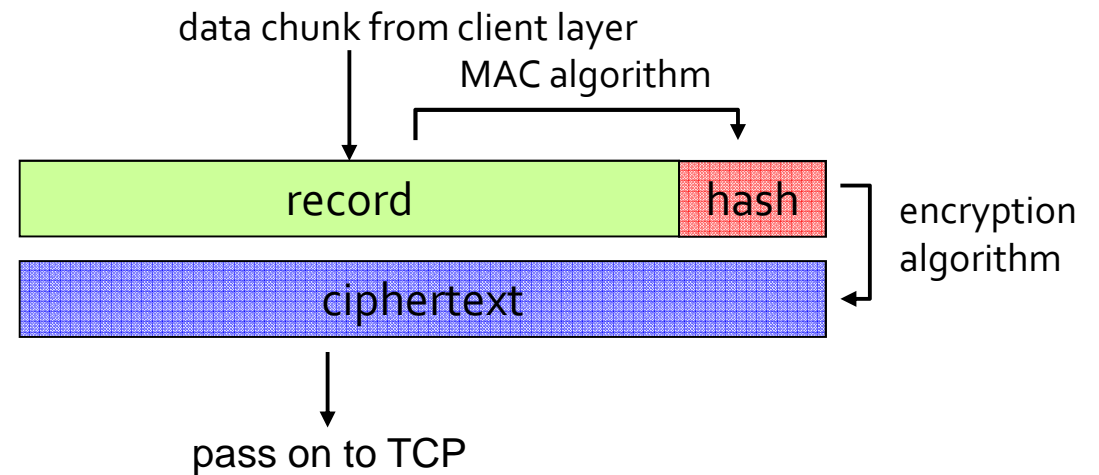 data chunk from client layer
MAC algorithm
record
hash
encryption
algorithm
ciphertext
pass on to TCP